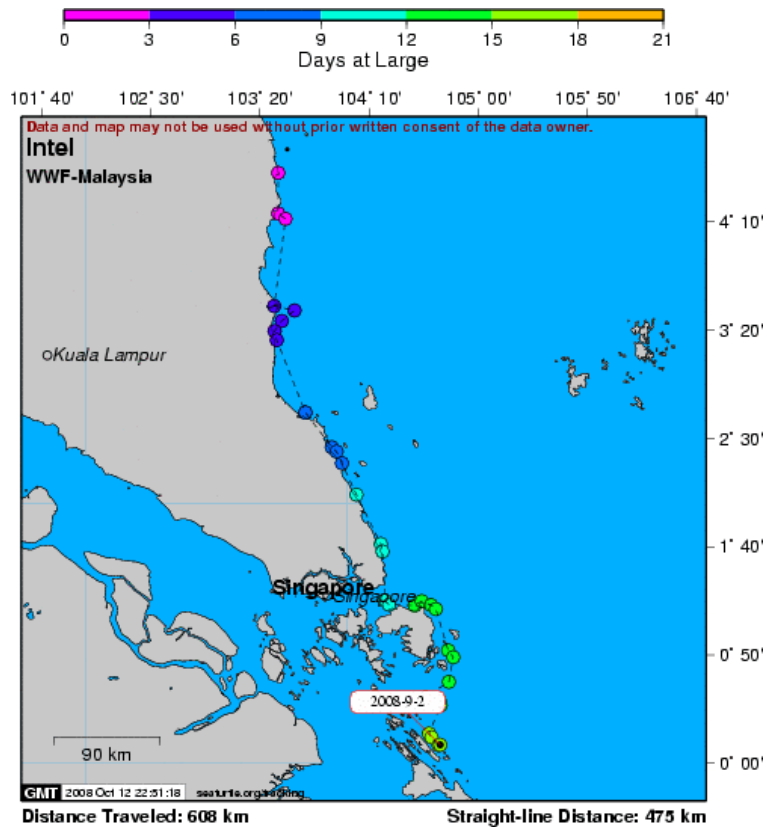 0 3 6 9 12 15 18 21
Days at Large
101˚ 40' 102˚ 30' 103˚ 20' 104˚ 10' 105˚ 00' 105˚ 50' 106˚ 40'
Data and map may not be used without prior written consent of the data owner.
Intel
WWF-Malaysia
4˚ 10'
3˚ 20'
Kuala Lampur
2˚ 30'
1˚ 40'
Singapore
Singapore
0˚ 50'
2008-9-2
90 km
0˚ 00'
GMT 2008 Oct 12 22:51:18 seaturtle.org/tracking
Distance Traveled: 608 km Straight-line Distance: 475 km